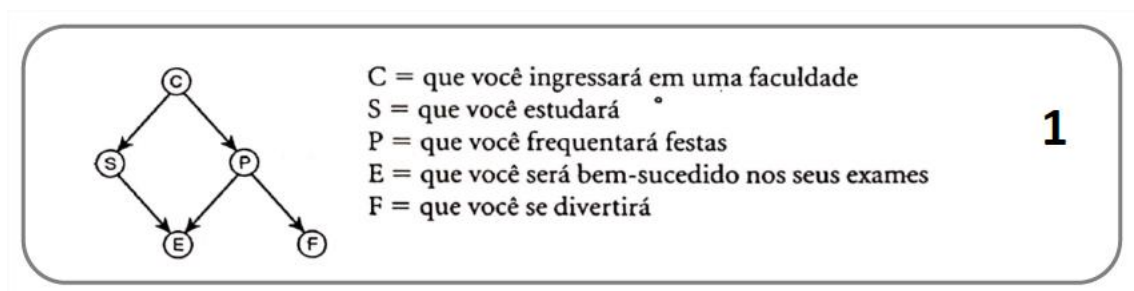 C
S
P
E
F
C = que você ingressará em uma faculdade
S = que você estudará
P = que você frequentará festas
E = que você será bem-sucedido nos seus exames
F = que você se divertirá
1